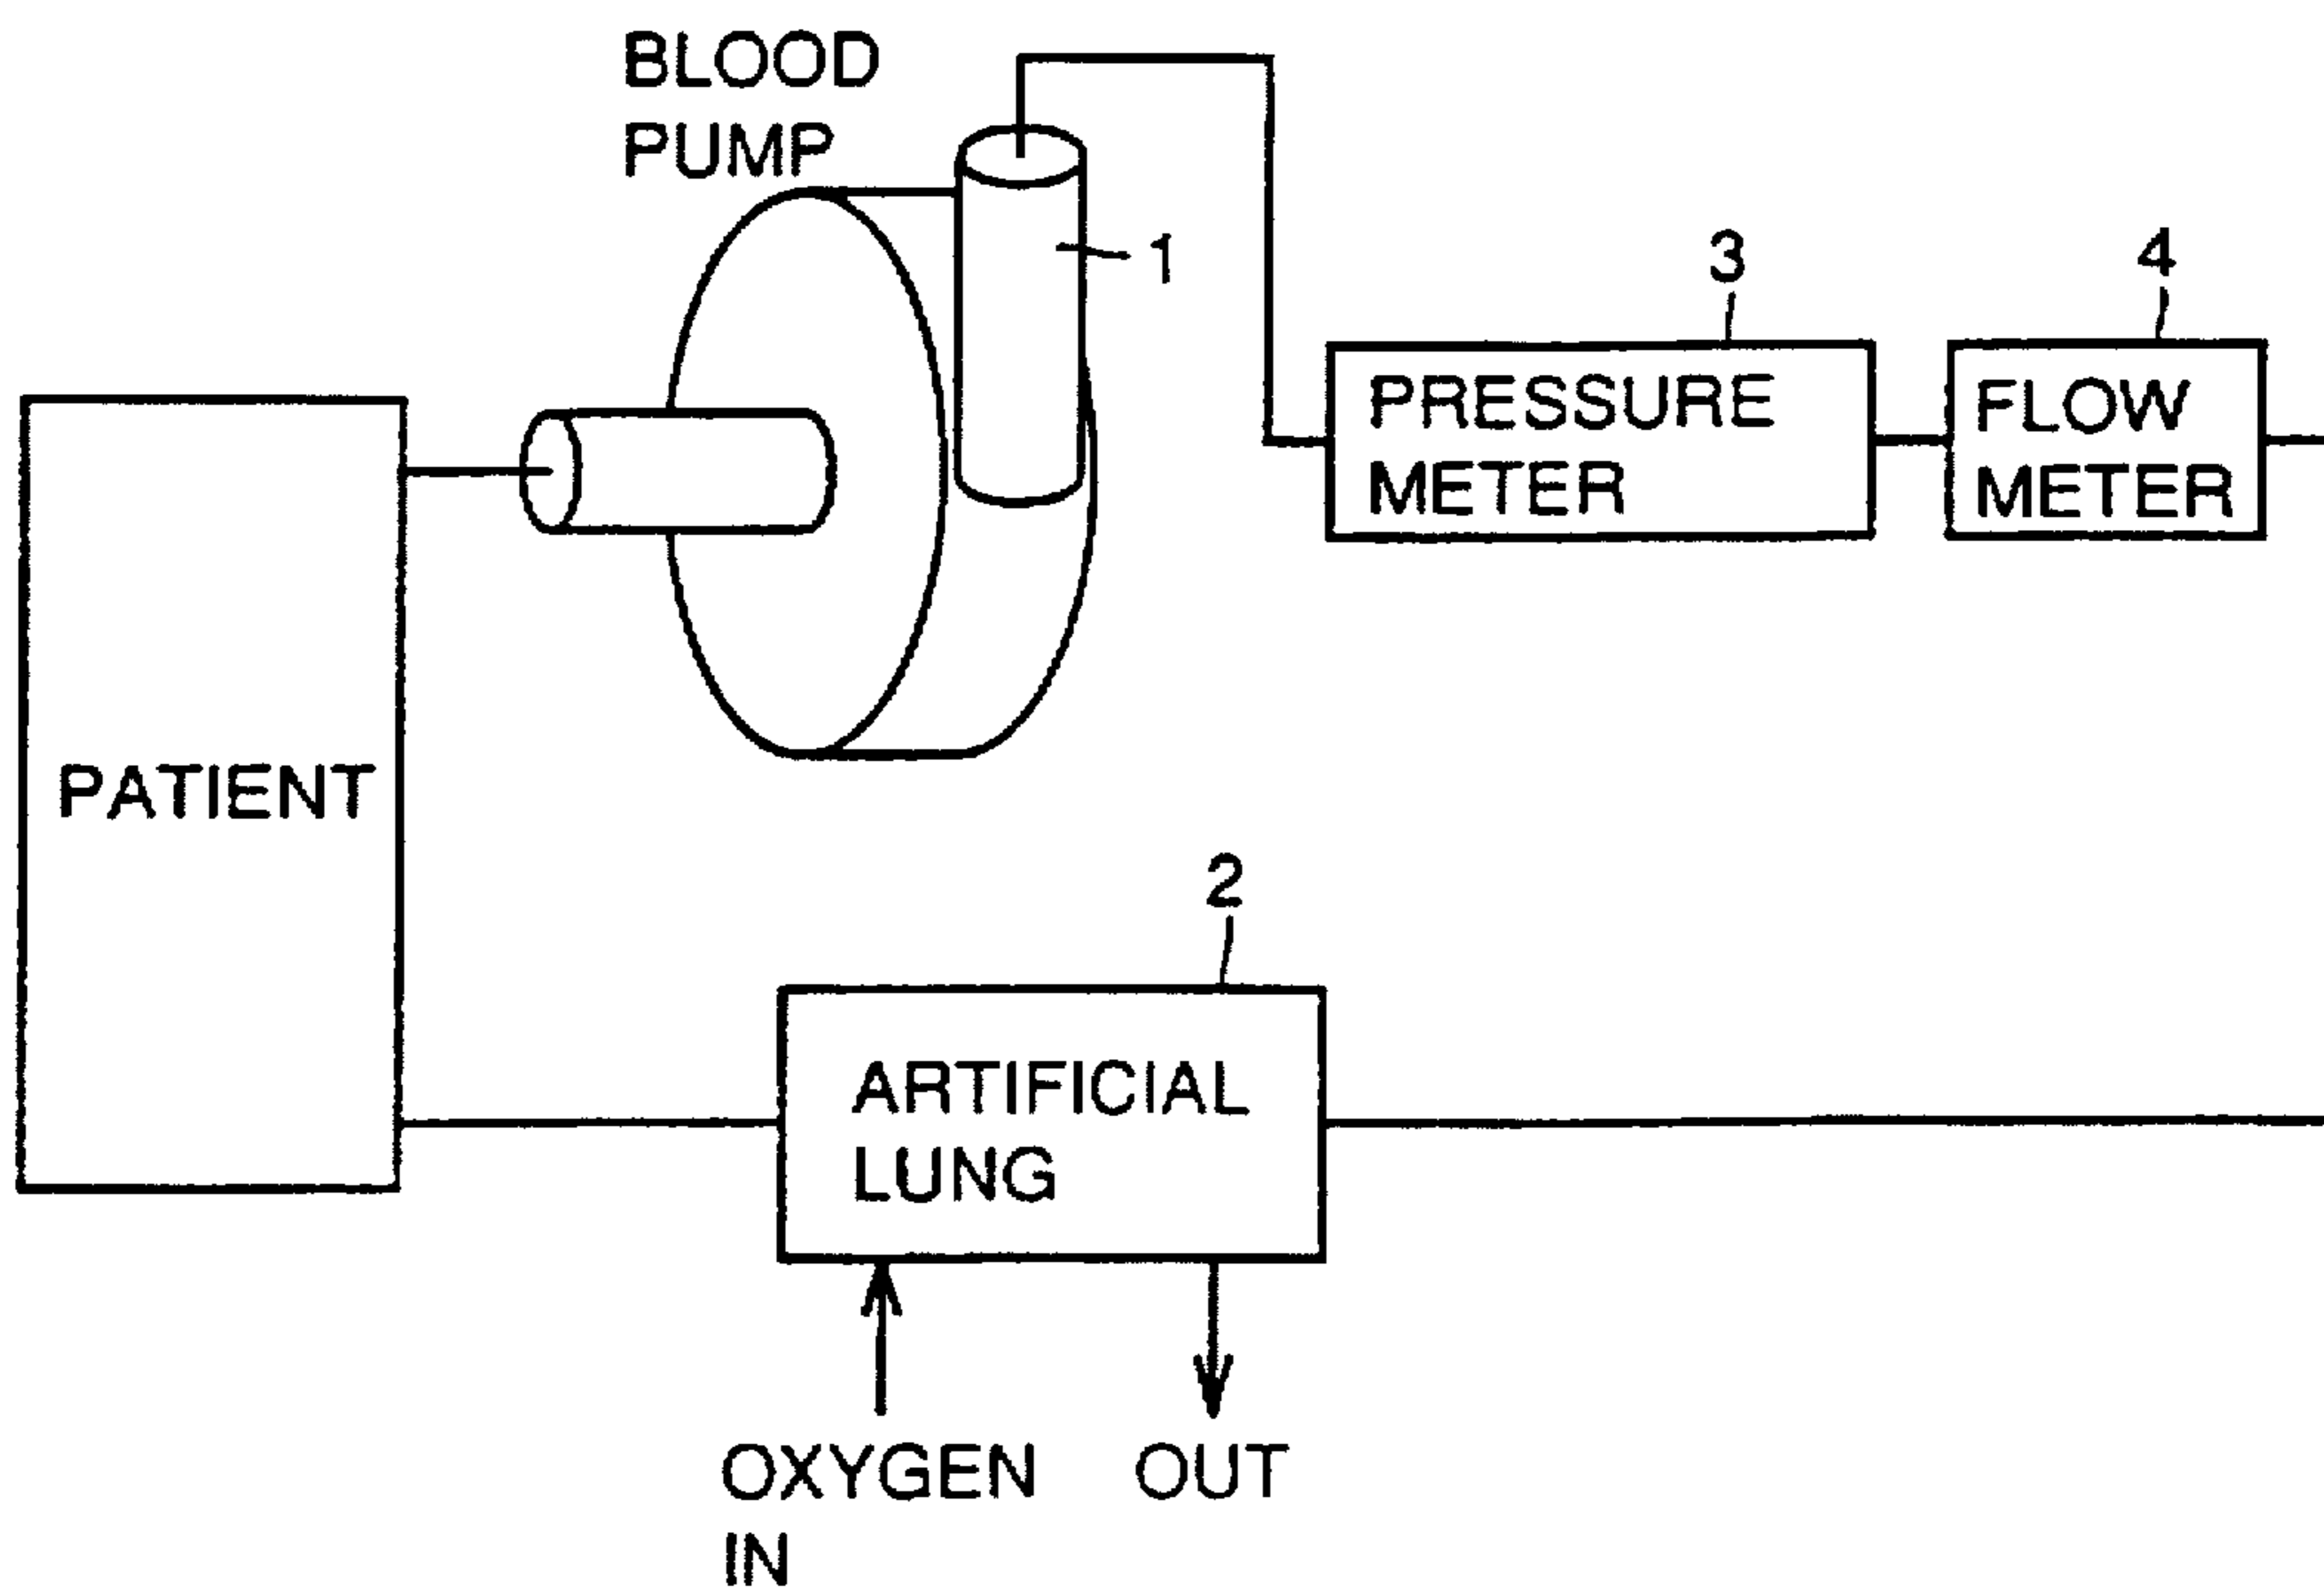 BLOOD
PUMP
1
3
4
PRESSURE
METER
FLOW
METER
PATIENT
2
ARTIFICIAL
LUNG
OXYGEN
IN
OUT